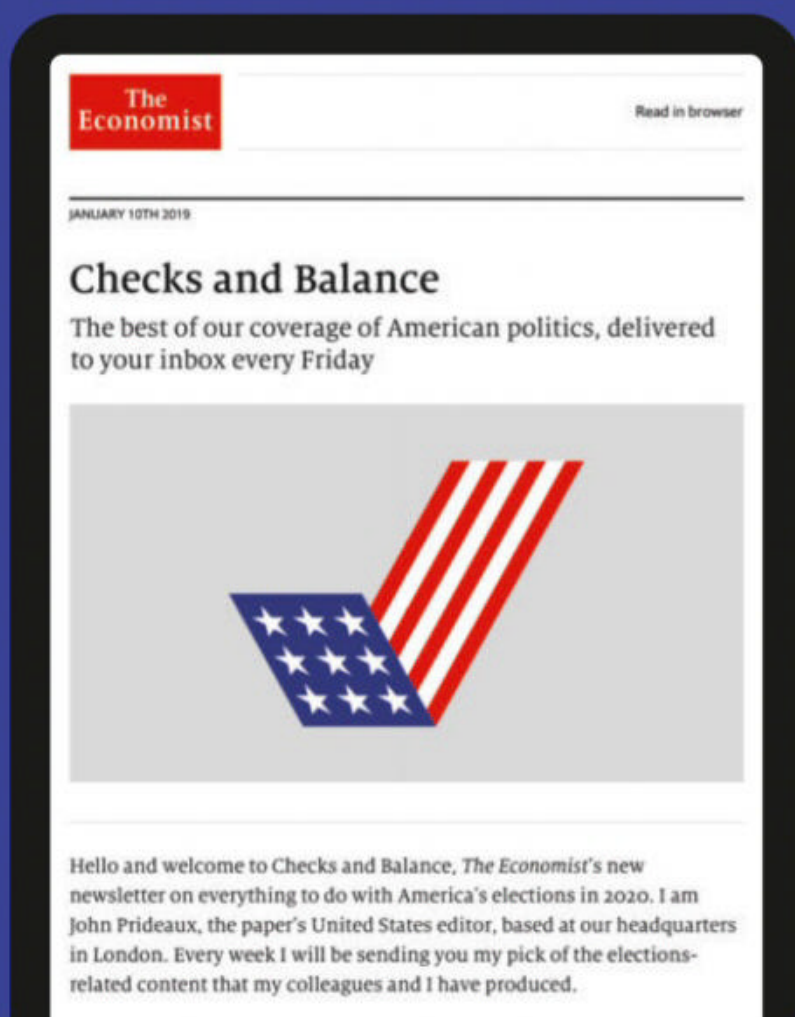 The
Economist
Read in browser
JANUARY 10TH 2019
Checks and Balance
The best of our coverage of American politics, delivered
to your inbox every Friday
Hello and welcome to Checks and Balance, The Economist's new
newsletter on everything to do with America's elections in 2020. I am
John Prideaux, the paper's United States editor, based at our headquarters
in London. Every week I will be sending you my pick of the elections-
related content that my colleagues and I have produced.